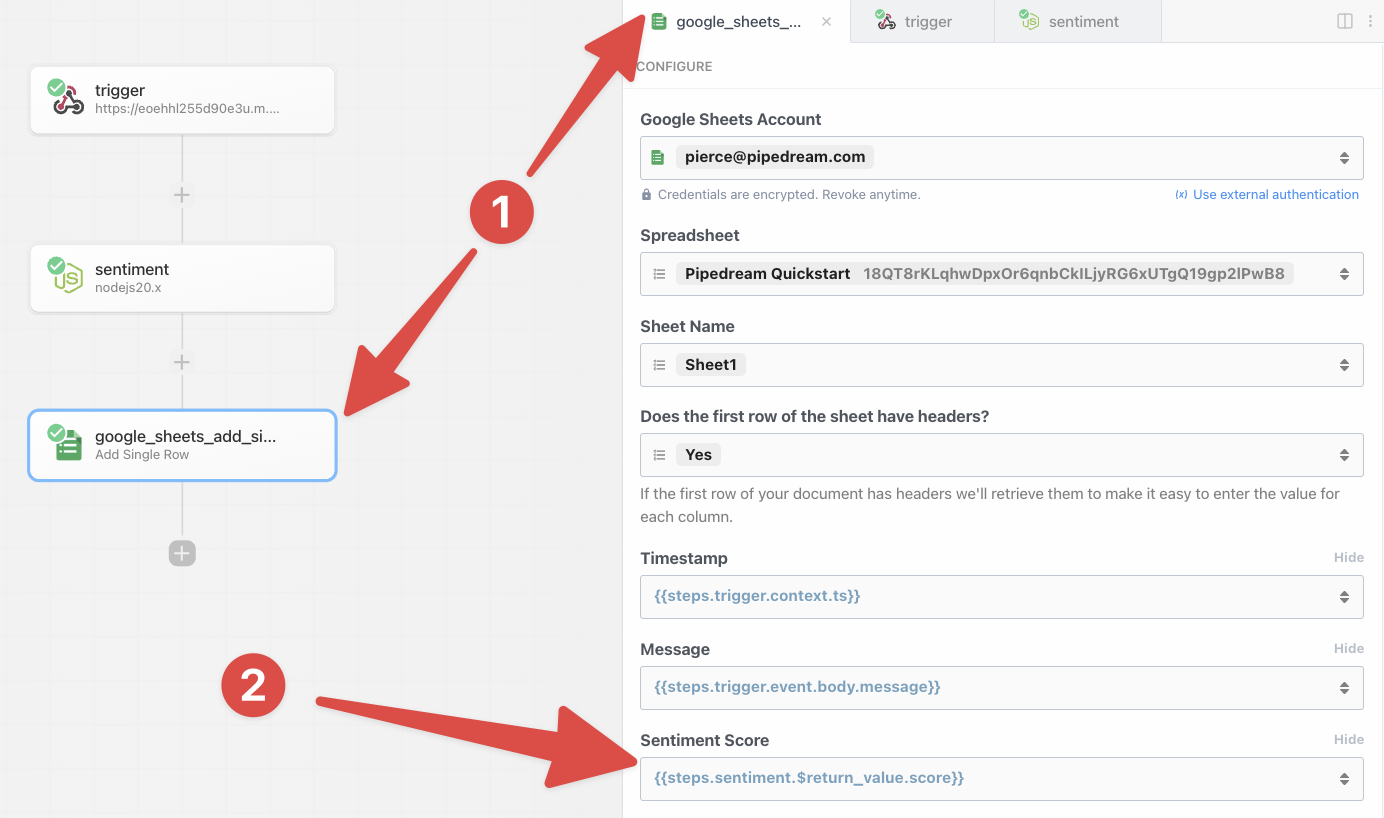 trigger
https://eoehhl255d90e3u.m....
sentiment
nodejs20.x
google_sheets_add_si...
Add Single Row
1
2
google_sheets_...
trigger
sentiment
CONFIGURE
Google Sheets Account
pierce@pipedream.com
Credentials are encrypted. Revoke anytime.
(x) Use external authentication
Spreadsheet
Pipedream Quickstart 18QT8rKLqhwDpxOr6qnbCkILjyRG6xUTgQ19gp2lPwB8
Sheet Name
Sheet1
Does the first row of the sheet have headers?
Yes
If the first row of your document has headers we'll retrieve them to make it easy to enter the value for
each column.
Timestamp
Hide
{{steps.trigger.context.ts}}
Message
Hide
{{steps.trigger.event.body.message}}
Sentiment Score
Hide
{{steps.sentiment.$return_value.score}}